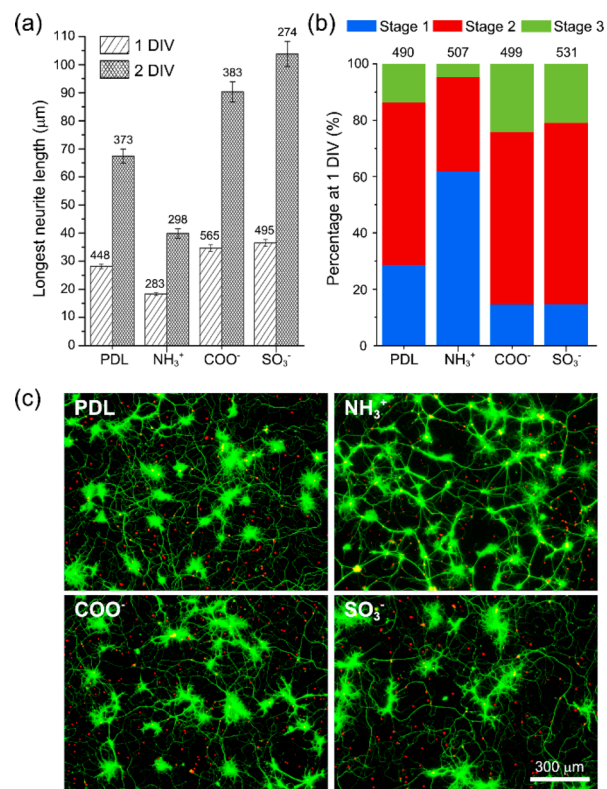 (a)
1 DIV
2 DIV
Longest neurite length (μm)
110
100
90
80
70
60
50
40
30
20
10
0
448
373
283
298
565
383
495
274
PDL
NH₃⁺
COO⁻
SO₃⁻
(b)
Stage 1 Stage 2 Stage 3
490 507 499 531
Percentage at 1 DIV (%)
100
80
60
40
20
0
PDL
NH₃⁺
COO⁻
SO₃⁻
(c)
PDL
NH₃⁺
COO⁻
SO₃⁻
300 μm